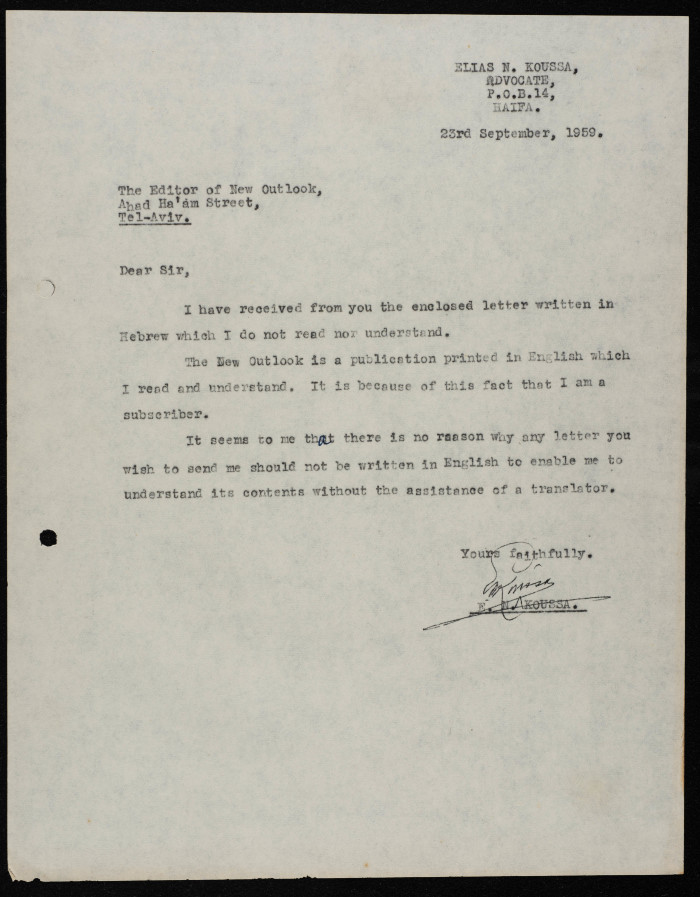 ELIAS N. KOUSSA,
ADVOCATE,
P.O.B.14,
HAIFA.
23rd September, 1959.
The Editor of New Outlook,
Ahad Ha'am Street,
Tel-Aviv.
Dear Sir,
I have received from you the enclosed letter written in
Hebrew which I do not read nor understand.
The New Outlook is a publication printed in English which
I read and understand. It is because of this fact that I am a
subscriber.
It seems to me that there is no reason why any letter you
wish to send me should not be written in English to enable me to
understand its contents without the assistance of a translator.
Yours faithfully.
Koussa
E. N. KOUSSA.